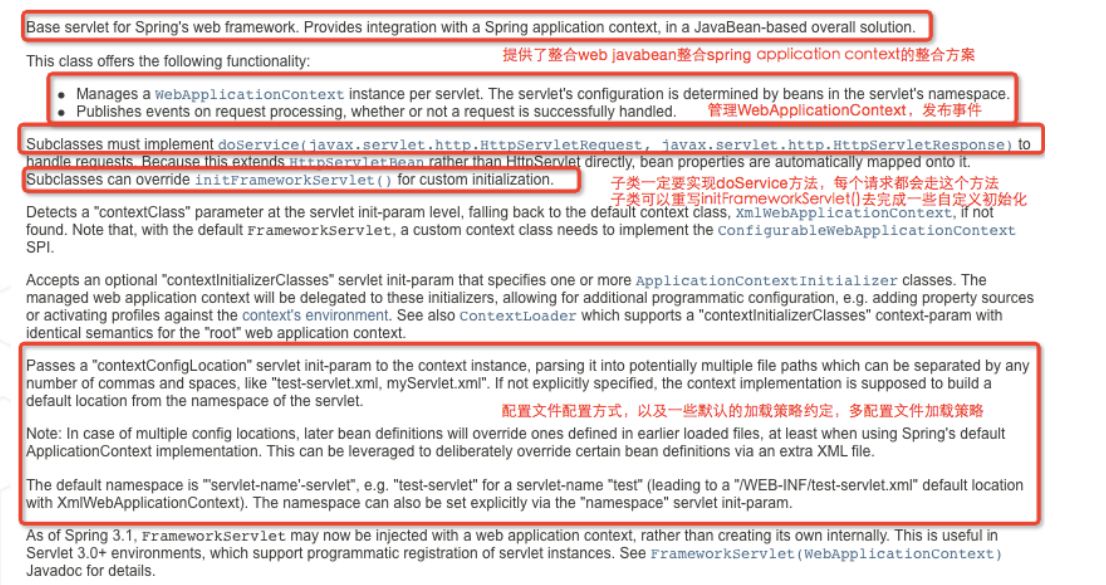 Base servlet for Spring's web framework. Provides integration with a Spring application context, in a JavaBean-based overall solution.
提供了整合web javabean整合spring application context的整合方案
This class offers the following functionality:
• Manages a WebApplicationContext instance per servlet. The servlet's configuration is determined by beans in the servlet's namespace.
• Publishes events on request processing, whether or not a request is successfully handled.
管理WebApplicationContext，发布事件
Subclasses must implement doService(javax.servlet.http.HttpServletRequest, javax.servlet.http.HttpServletResponse) to
handle requests. Because this extends HttpServletBean rather than HttpServlet directly, bean properties are automatically mapped onto it.
Subclasses can override initFrameworkServlet() for custom initialization.
子类一定要实现doService方法，每个请求都会走这个方法
子类可以重写initFrameworkServlet()去完成一些自定义初始化
Detects a "contextClass" parameter at the servlet init-param level, falling back to the default context class, XmlWebApplicationContext, if not
found. Note that, with the default FrameworkServlet, a custom context class needs to implement the ConfigurableWebApplicationContext
SPI.
Accepts an optional "contextInitializerClasses" servlet init-param that specifies one or more ApplicationContextInitializer classes. The
managed web application context will be delegated to these initializers, allowing for additional programmatic configuration, e.g. adding property sources
or activating profiles against the context's environment. See also ContextLoader which supports a "contextInitializerClasses" context-param with
identical semantics for the "root" web application context.
Passes a "contextConfigLocation" servlet init-param to the context instance, parsing it into potentially multiple file paths which can be separated by any
number of commas and spaces, like "test-servlet.xml, myServlet.xml". If not explicitly specified, the context implementation is supposed to build a
default location from the namespace of the servlet.
配置文件配置方式，以及一些默认的加载策略约定，多配置文件加载策略
Note: In case of multiple config locations, later bean definitions will override ones defined in earlier loaded files, at least when using Spring's default
ApplicationContext implementation. This can be leveraged to deliberately override certain bean definitions via an extra XML file.
The default namespace is "'servlet-name'-servlet", e.g. "test-servlet" for a servlet-name "test" (leading to a "/WEB-INF/test-servlet.xml" default location
with XmlWebApplicationContext). The namespace can also be set explicitly via the "namespace" servlet init-param.
As of Spring 3.1, FrameworkServlet may now be injected with a web application context, rather than creating its own internally. This is useful in
Servlet 3.0+ environments, which support programmatic registration of servlet instances. See FrameworkServlet(WebApplicationContext)
Javadoc for details.